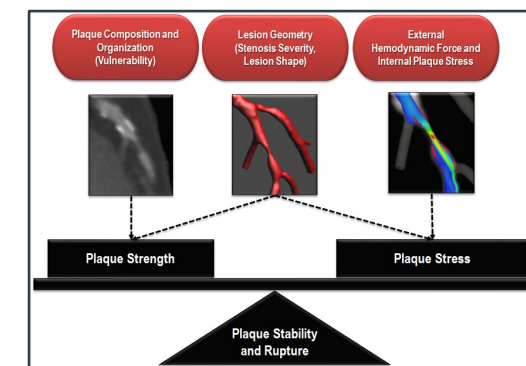 Plaque Composition and
Organization
(Vulnerability)
Lesion Geometry
(Stenosis Severity,
Lesion Shape)
External
Hemodynamic Force and
Internal Plaque Stress
Plaque Strength
Plaque Stress
Plaque Stability
and Rupture